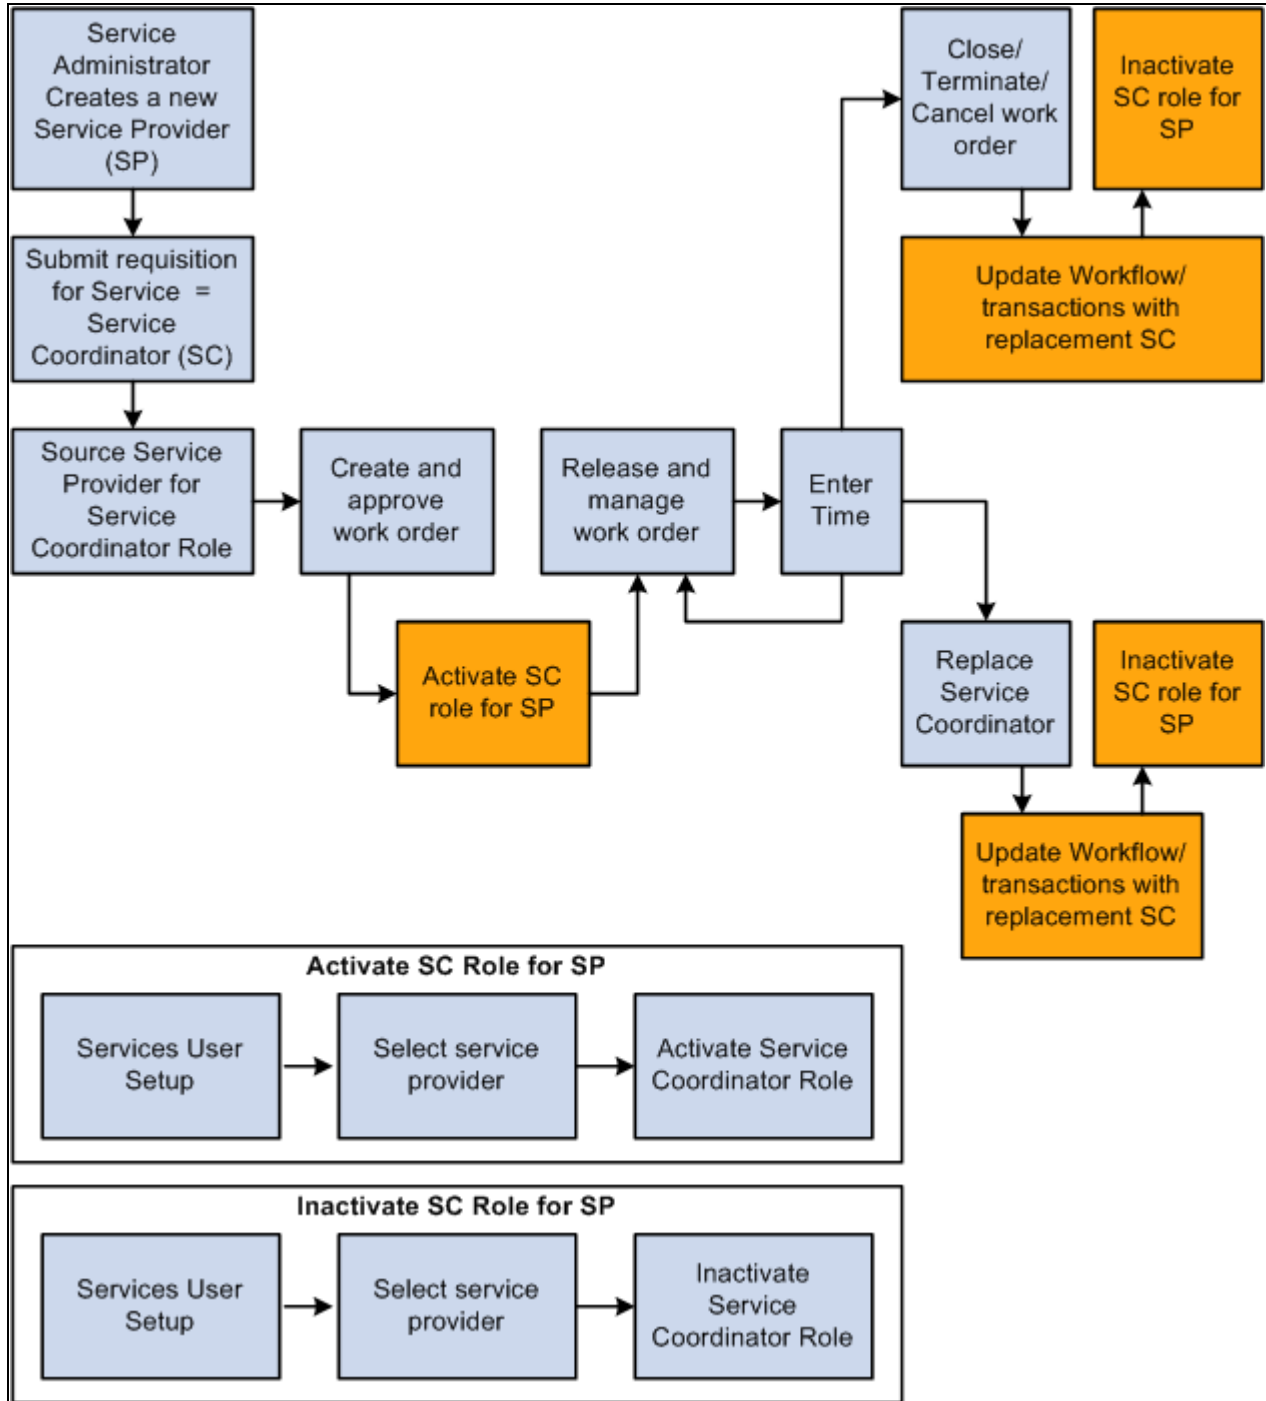 Service
Administrator
Creates a new
Service Provider
(SP)
Submit requisition
for Service =
Service
Coordinator (SC)
Source Service
Provider for
Service
Coordinator Role
Create and
approve
work order
Activate SC
role for SP
Release and
manage
work order
Enter
Time
Close/
Terminate/
Cancel work
order
Update Workflow/
transactions with
replacement SC
Inactivate
SC role for
SP
Replace
Service
Coordinator
Update Workflow/
transactions with
replacement SC
Inactivate
SC role for
SP
Activate SC Role for SP
Services User
Setup
Select service
provider
Activate Service
Coordinator Role
Inactivate SC Role for SP
Services User
Setup
Select service
provider
Inactivate
Service
Coordinator Role